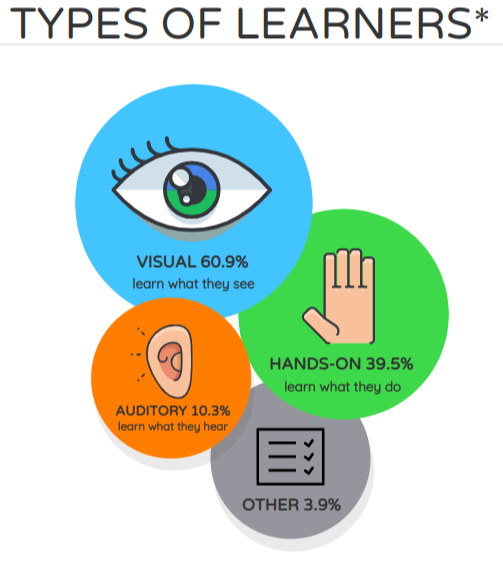 TYPES OF LEARNERS*
VISUAL 60.9%
learn what they see
HANDS-ON 39.5%
learn what they do
AUDITORY 10.3%
learn what they hear
OTHER 3.9%